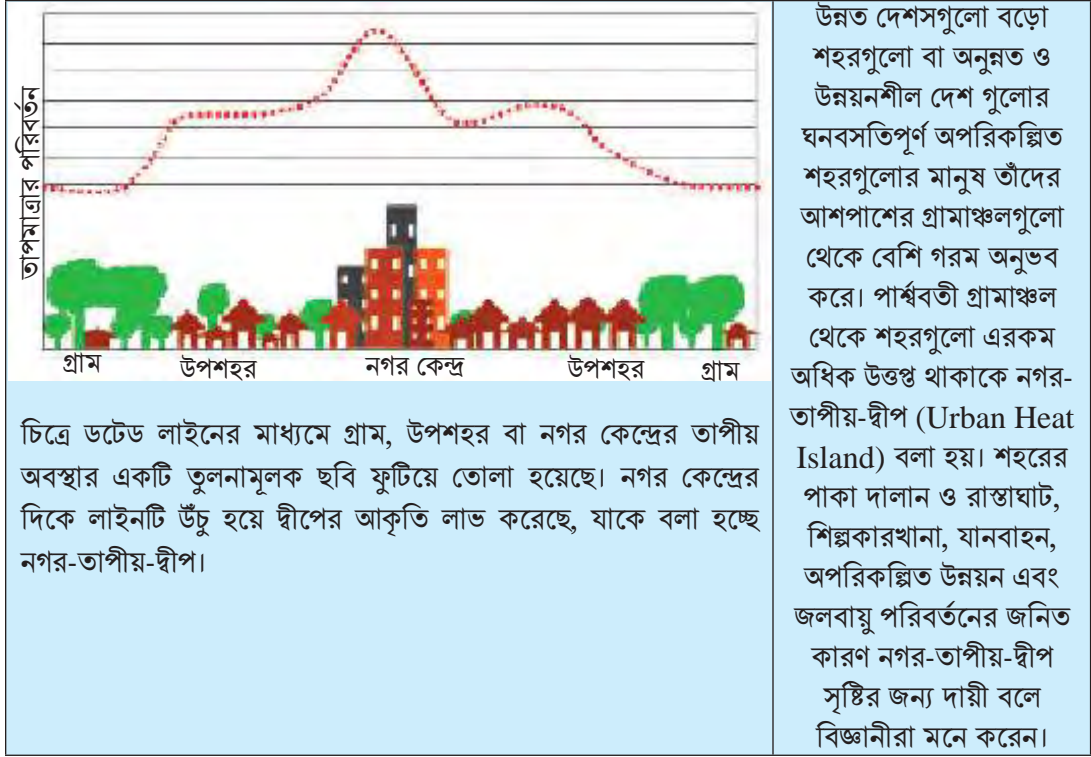 তাপমাত্রার পরিবর্তন
গ্রাম
উপশহর
নগর কেন্দ্র
উপশহর
গ্রাম
চিত্রে ডটেড লাইনের মাধ্যমে গ্রাম, উপশহর বা নগর কেন্দ্রের তাপীয়
অবস্থার একটি তুলনামূলক ছবি ফুটিয়ে তোলা হয়েছে। নগর কেন্দ্রের
দিকে লাইনটি উঁচু হয়ে দ্বীপের আকৃতি লাভ করেছে, যাকে বলা হচ্ছে
নগর-তাপীয়-দ্বীপ।
উন্নত দেশসগুলো বড়ো
শহরগুলো বা অনুন্নত ও
উন্নয়নশীল দেশ গুলোর
ঘনবসতিপূর্ণ অপরিকল্পিত
শহরগুলোর মানুষ তাঁদের
আশপাশের গ্রামাঞ্চলগুলো
থেকে বেশি গরম অনুভব
করে। পার্শ্ববতী গ্রামাঞ্চল
থেকে শহরগুলো এরকম
অধিক উত্তপ্ত থাকাকে নগর-
তাপীয়-দ্বীপ (Urban Heat
Island) বলা হয়। শহরের
পাকা দালান ও রাস্তাঘাট,
শিল্পকারখানা, যানবাহন,
অপরিকল্পিত উন্নয়ন এবং
জলবায়ু পরিবর্তনের জনিত
কারণ নগর-তাপীয়-দ্বীপ
সৃষ্টির জন্য দায়ী বলে
বিজ্ঞানীরা মনে করেন।